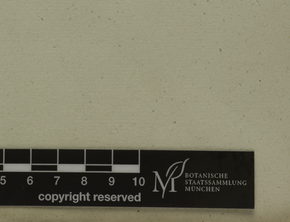 5 6 7 8 9 10
copyright reserved
M
BOTANISCHE
STAATSSAMMLUNG
MÜNCHEN